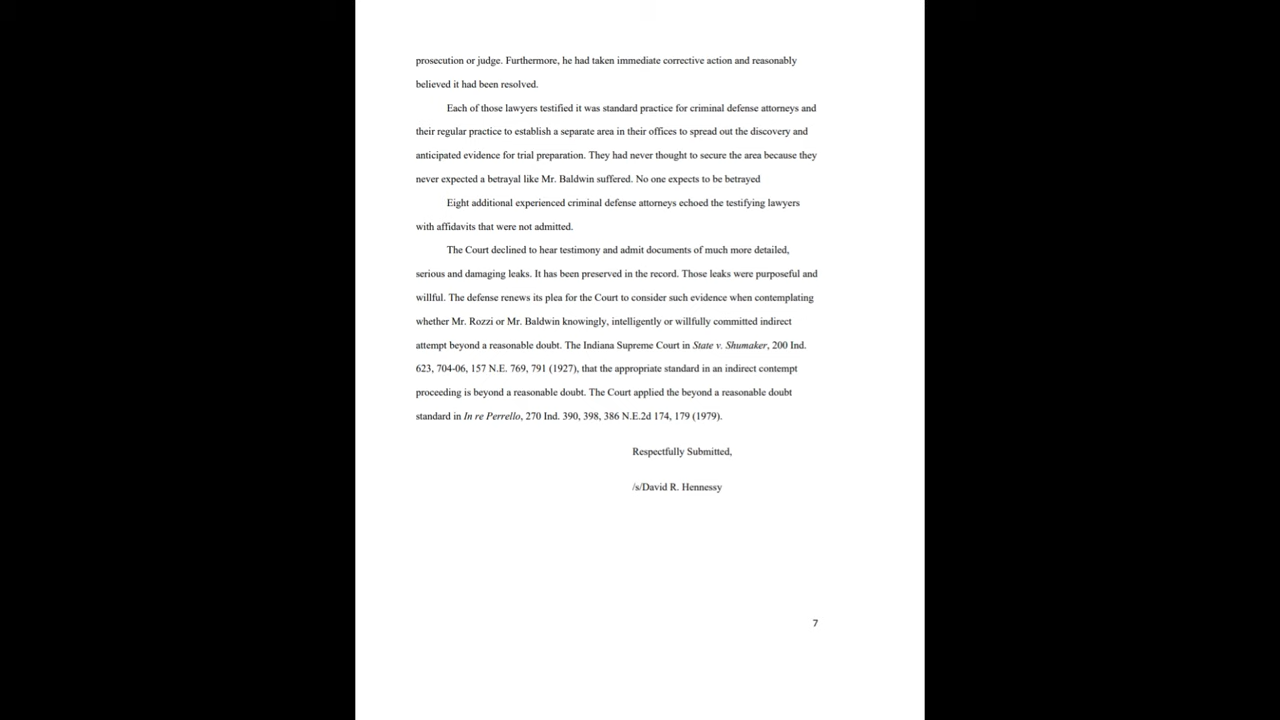 prosecution or judge. Furthermore, he had taken immediate corrective action and reasonably
believed it had been resolved.
Each of those lawyers testified it was standard practice for criminal defense attorneys and
their regular practice to establish a separate area in their offices to spread out the discovery and
anticipated evidence for trial preparation. They had never thought to secure the area because they
never expected a betrayal like Mr. Baldwin suffered. No one expects to be betrayed
Eight additional experienced criminal defense attorneys echoed the testifying lawyers
with affidavits that were not admitted.
The Court declined to hear testimony and admit documents of much more detailed,
serious and damaging leaks. It has been preserved in the record. Those leaks were purposeful and
willful. The defense renews its plea for the Court to consider such evidence when contemplating
whether Mr. Rozzi or Mr. Baldwin knowingly, intelligently or willfully committed indirect
attempt beyond a reasonable doubt. The Indiana Supreme Court in State v. Shumaker, 200 Ind.
623, 704-06, 157 N.E. 769, 791 (1927), that the appropriate standard in an indirect contempt
proceeding is beyond a reasonable doubt. The Court applied the beyond a reasonable doubt
standard in In re Perrello, 270 Ind. 390, 398, 386 N.E.2d 174, 179 (1979).
Respectfully Submitted,
/s/David R. Hennessy
7